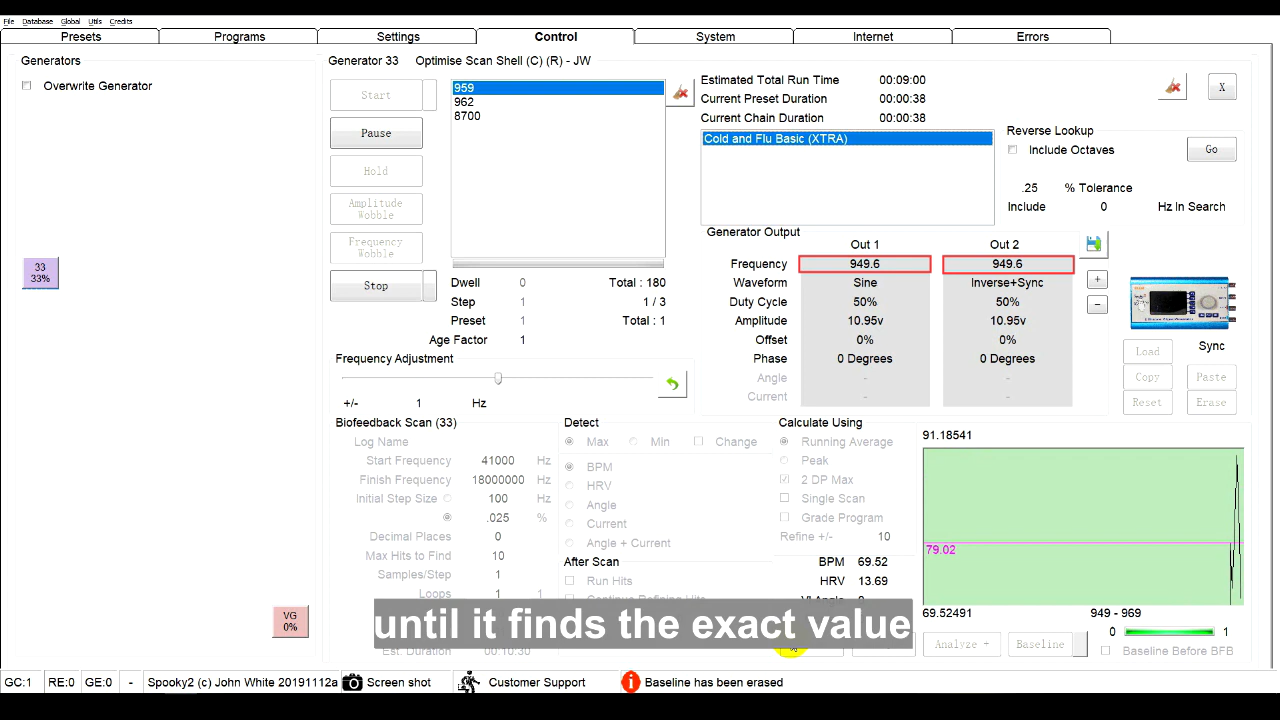 File Database Global Utils Credits
Presets Programs Settings Control System Internet Errors
Generators
Overwrite Generator
33
33%
VG
0%
Generator 33 Optimise Scan Shell (C) (R) - JW
Start
Pause
Hold
Amplitude
Wobble
Frequency
Wobble
Stop
959
962
8700
Dwell 0 Total : 180
Step 1 1 / 3
Preset 1 Total : 1
Age Factor 1
Frequency Adjustment
+/- 1 Hz
Estimated Total Run Time 00:09:00
Current Preset Duration 00:00:38
Current Chain Duration 00:00:38
X
Cold and Flu Basic (XTRA)
Reverse Lookup
Include Octaves
Go
.25 % Tolerance
Include 0 Hz In Search
Generator Output
Out 1 Out 2
Frequency 949.6 949.6
Waveform Sine Inverse+Sync
Duty Cycle 50% 50%
Amplitude 10.95v 10.95v
Offset 0% 0%
Phase 0 Degrees 0 Degrees
Angle - -
Current - -
+
-
Load Sync
Copy Paste
Reset Erase
Biofeedback Scan (33)
Log Name
Start Frequency 41000 Hz
Finish Frequency 18000000 Hz
Initial Step Size 100 Hz
.025 %
Decimal Places 0
Max Hits to Find 10
Samples/Step 1
Loops 1 1
Est. Duration 00:10:30
Detect
Max Min Change
BPM
HRV
Angle
Current
Angle + Current
After Scan
Run Hits
Calculate Using
Running Average
Peak
2 DP Max
Single Scan
Grade Program
Refine +/- 10
BPM 69.52
HRV 13.69
91.18541
79.02
69.52491 949 - 969
0 1
Analyze + Baseline
Baseline Before BFB
until it finds the exact value
GC:1 RE:0 GE:0 - Spooky2 (c) John White 20191112a Screen shot Customer Support Baseline has been erased